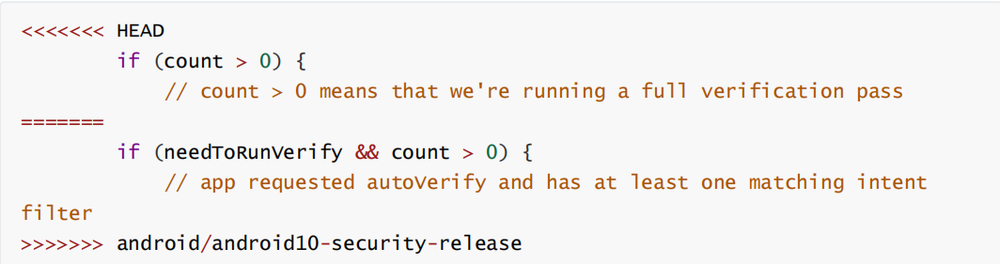 <<<<<<< HEAD
        if (count > 0) {
            // count > 0 means that we're running a full verification pass
=======
        if (needToRunVerify && count > 0) {
            // app requested autoVerify and has at least one matching intent
filter
>>>>>>> android/android10-security-release